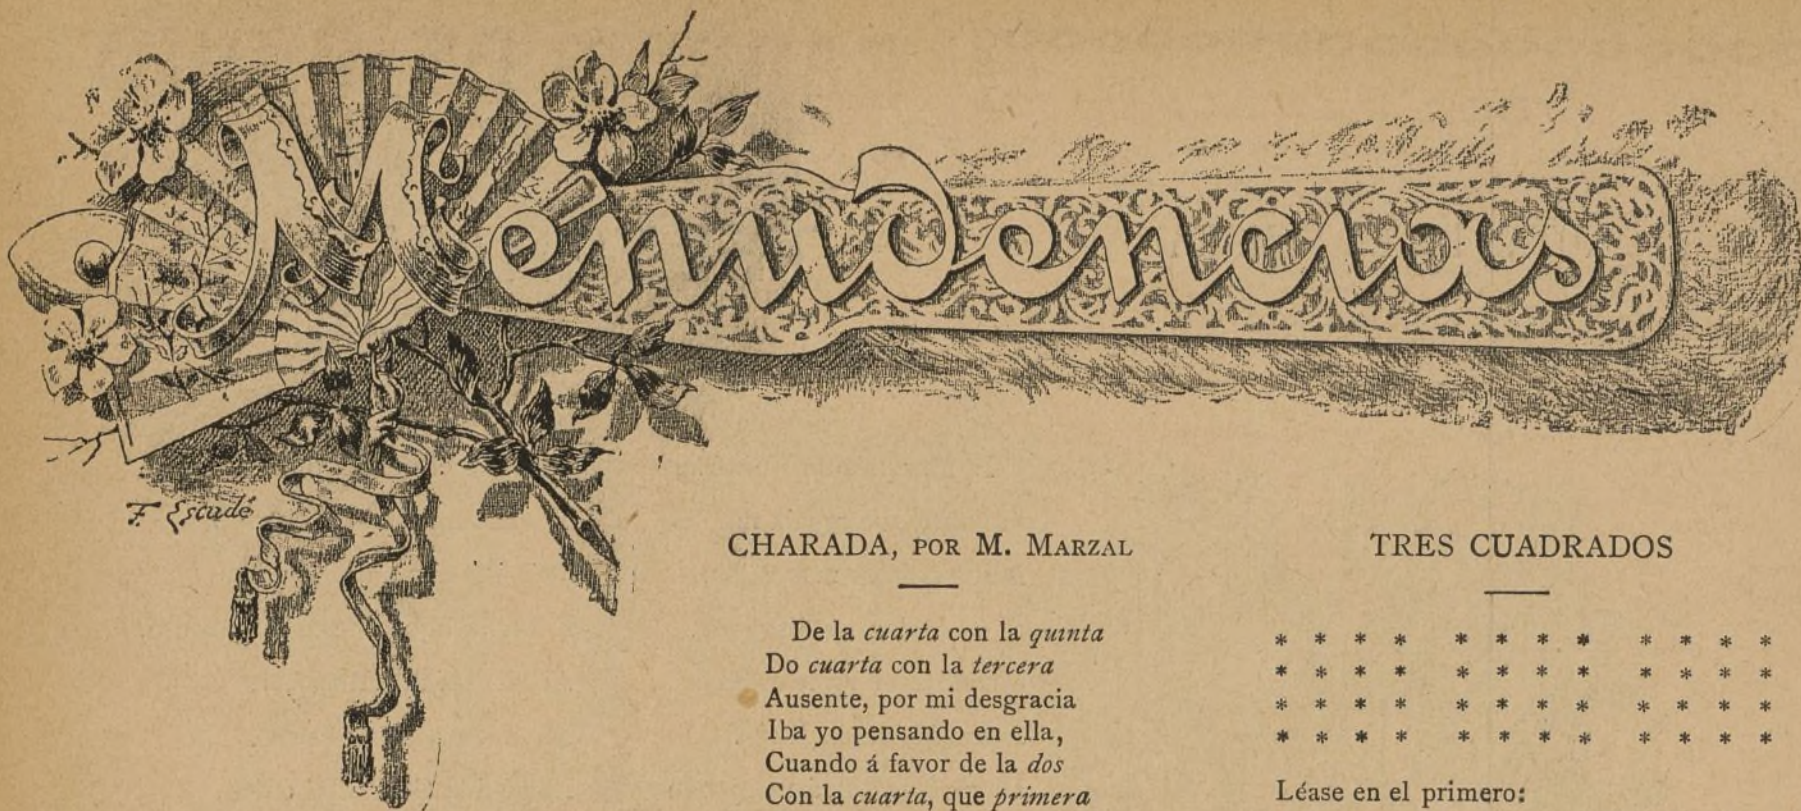 Menudencias
F. Escudé
CHARADA, POR M. MARZAL
De la cuarta con la quinta
Do cuarta con la tercera
Ausente, por mi desgracia
Iba yo pensando en ella,
Cuando á favor de la dos
Con la cuarta, que primera
TRES CUADRADOS
* * * * * * * * * * * *
* * * * * * * * * * * *
* * * * * * * * * * * *
* * * * * * * * * * * *
Léase en el primero: